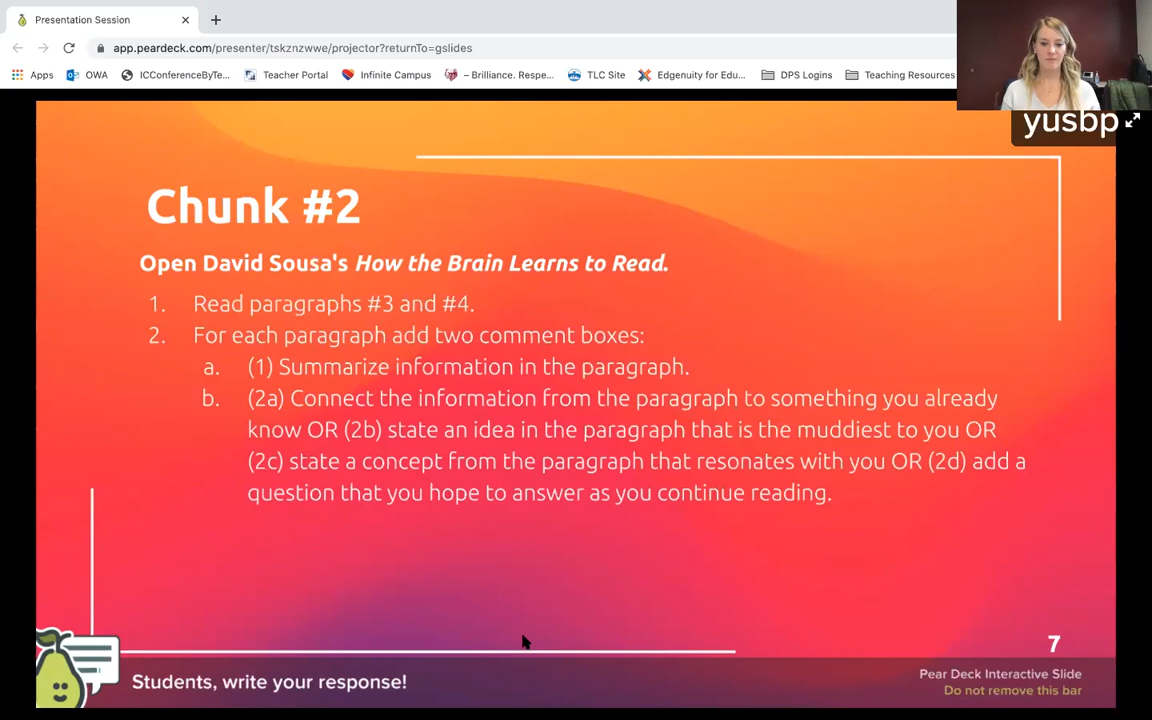 Presentation Session
app.peardeck.com/presenter/tskznzwwe/projector?returnTo=gslides
Apps OWA ICConferenceByTe... Teacher Portal Infinite Campus – Brilliance. Respe... TLC Site Edgenuity for Edu... DPS Logins Teaching Resources
yusbp
Chunk #2
Open David Sousa's How the Brain Learns to Read.
1. Read paragraphs #3 and #4.
2. For each paragraph add two comment boxes:
a. (1) Summarize information in the paragraph.
b. (2a) Connect the information from the paragraph to something you already
know OR (2b) state an idea in the paragraph that is the muddiest to you OR
(2c) state a concept from the paragraph that resonates with you OR (2d) add a
question that you hope to answer as you continue reading.
7
Students, write your response!
Pear Deck Interactive Slide
Do not remove this bar